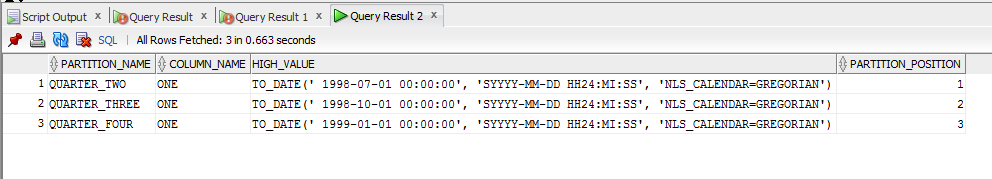 Script Output x Query Result x Query Result 1 x Query Result 2 x
SQL | All Rows Fetched: 3 in 0.663 seconds
PARTITION_NAME COLUMN_NAME HIGH_VALUE PARTITION_POSITION
1 QUARTER_TWO ONE TO_DATE(' 1998-07-01 00:00:00', 'SYYYY-MM-DD HH24:MI:SS', 'NLS_CALENDAR=GREGORIAN') 1
2 QUARTER_THREE ONE TO_DATE(' 1998-10-01 00:00:00', 'SYYYY-MM-DD HH24:MI:SS', 'NLS_CALENDAR=GREGORIAN') 2
3 QUARTER_FOUR ONE TO_DATE(' 1999-01-01 00:00:00', 'SYYYY-MM-DD HH24:MI:SS', 'NLS_CALENDAR=GREGORIAN') 3